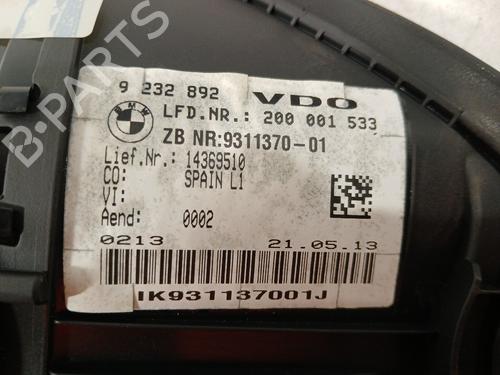 9 232 892 VDO
BMW
LFD.NR.: 200 001 533
ZB NR:9311370-01
Lief.Nr.: 14369510
CO: SPAIN L1
VI:
Aend: 0002
0213 21.05.13
IK931137001J